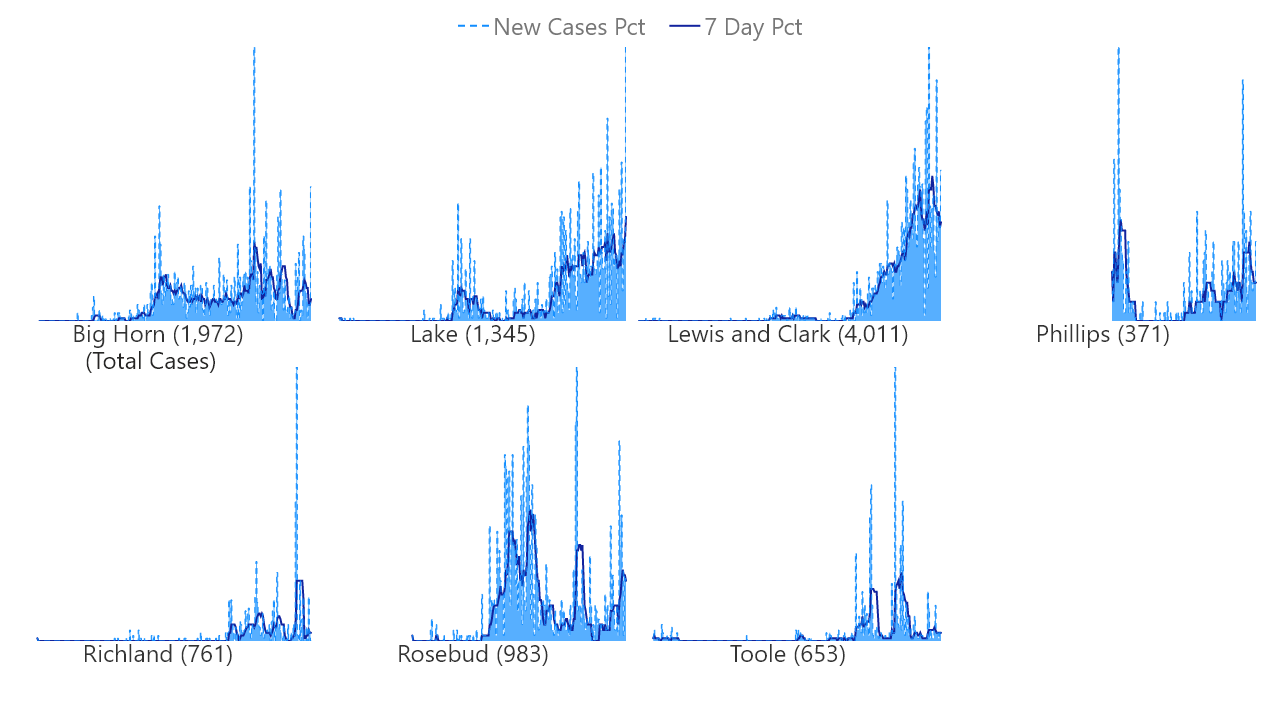 New Cases Pct 7 Day Pct
Big Horn (1,972)
(Total Cases)
Lake (1,345)
Lewis and Clark (4,011)
Phillips (371)
Richland (761)
Rosebud (983)
Toole (653)